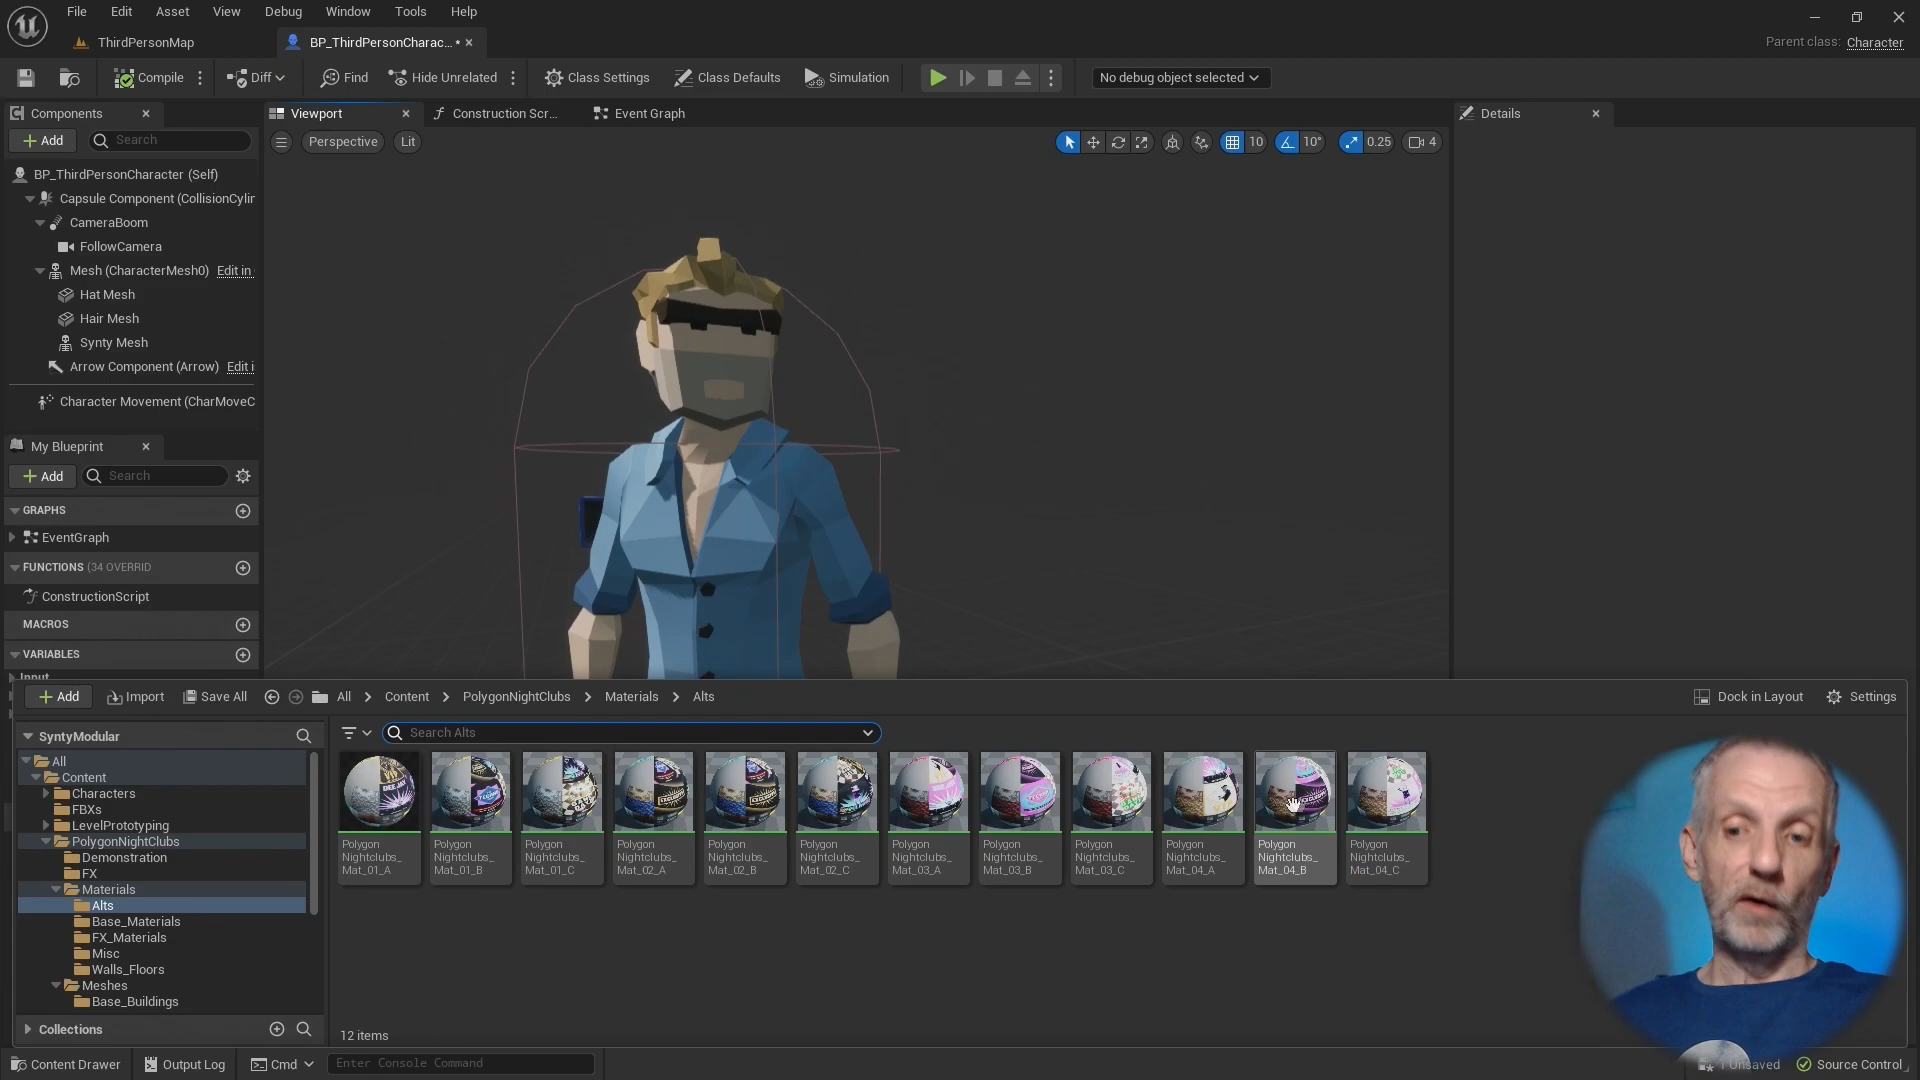 File Edit Asset View Debug Window Tools Help
ThirdPersonMap
BP_ThirdPersonCharac... •
Parent class: Character
Compile
Diff
Find
Hide Unrelated
Class Settings
Class Defaults
Simulation
No debug object selected
Components
Add
Search
BP_ThirdPersonCharacter (Self)
Capsule Component (CollisionCylin
CameraBoom
FollowCamera
Mesh (CharacterMesh0) Edit in
Hat Mesh
Hair Mesh
Synty Mesh
Arrow Component (Arrow) Edit i
Character Movement (CharMoveC
My Blueprint
Add
Search
GRAPHS
EventGraph
FUNCTIONS (34 OVERRID
ConstructionScript
MACROS
VARIABLES
Input
Viewport
Construction Scr...
Event Graph
Perspective
Lit
10
10°
0.25
4
Details
Add
Import
Save All
All > Content > PolygonNightClubs > Materials > Alts
Dock in Layout
Settings
SyntyModular
All
Content
Characters
FBXs
LevelPrototyping
PolygonNightClubs
Demonstration
FX
Materials
Alts
Base_Materials
FX_Materials
Misc
Walls_Floors
Meshes
Base_Buildings
Collections
Search Alts
Polygon
Nightclubs_
Mat_01_A
Polygon
Nightclubs_
Mat_01_B
Polygon
Nightclubs_
Mat_01_C
Polygon
Nightclubs_
Mat_02_A
Polygon
Nightclubs_
Mat_02_B
Polygon
Nightclubs_
Mat_02_C
Polygon
Nightclubs_
Mat_03_A
Polygon
Nightclubs_
Mat_03_B
Polygon
Nightclubs_
Mat_03_C
Polygon
Nightclubs_
Mat_04_A
Polygon
Nightclubs_
Mat_04_B
Polygon
Nightclubs_
Mat_04_C
12 items
Content Drawer
Output Log
Cmd
Enter Console Command
1 Unsaved
Source Control